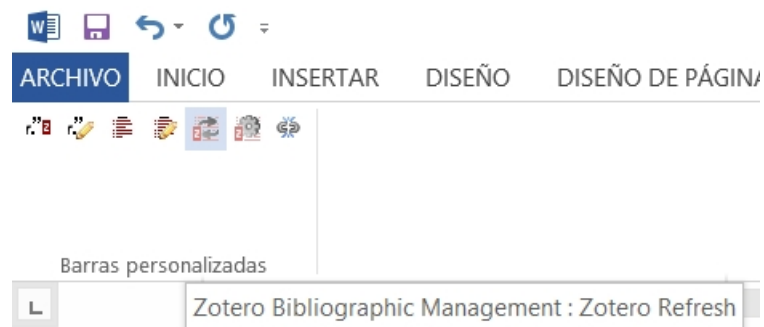 ARCHIVO INICIO INSERTAR DISEÑO DISEÑO DE PÁGINA
Barras personalizadas
Zotero Bibliographic Management : Zotero Refresh